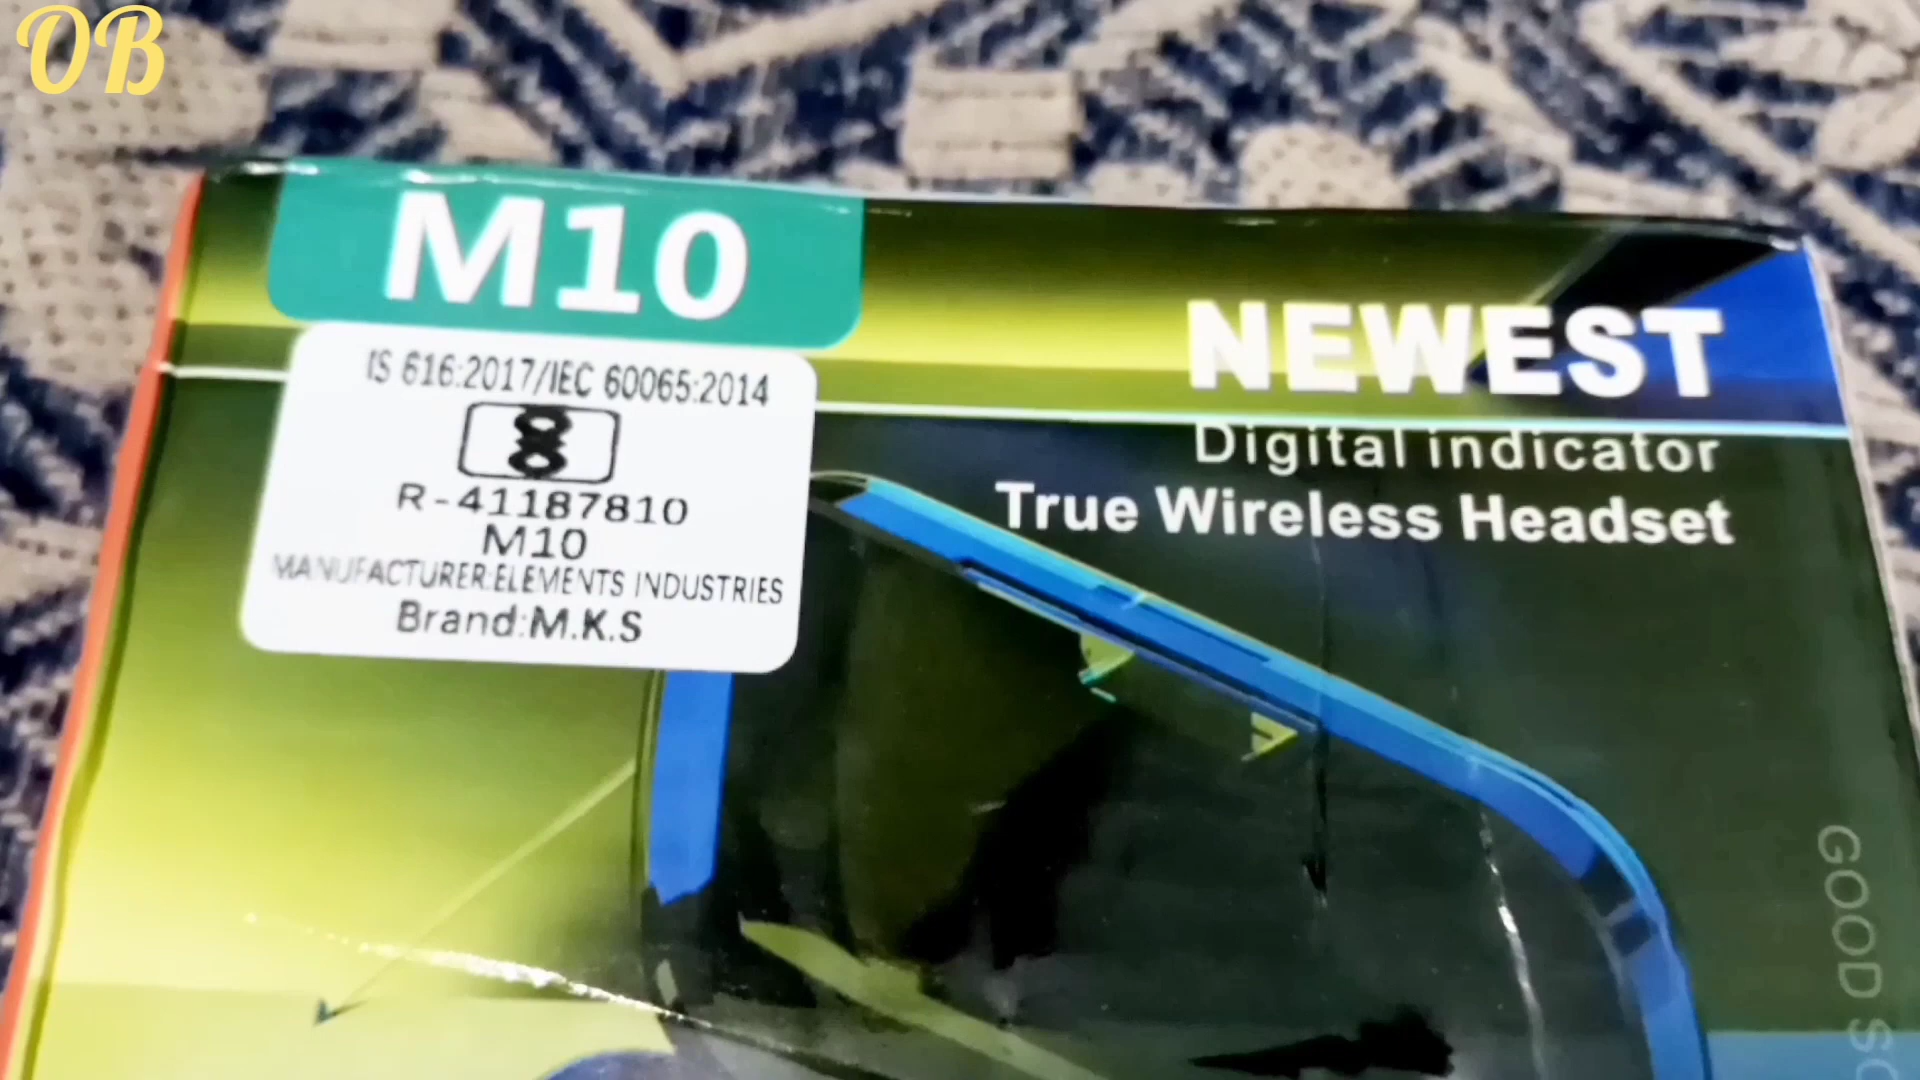 OB
M10
NEWEST
Digital indicator
True Wireless Headset
IS 616:2017/IEC 60065:2014
R-41187810
M10
MANUFACTURER:ELEMENTS INDUSTRIES
Brand:M.K.S
GOOD